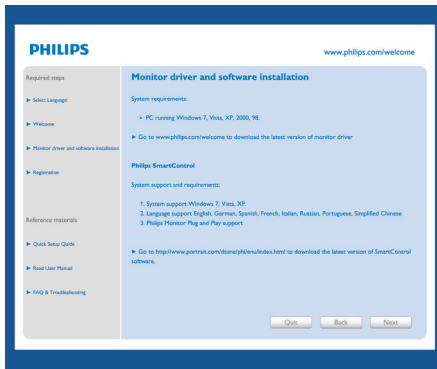 PHILIPS
www.philips.com/welcome
Required steps
► Select Language:
► Welcome
► Monitor driver and software installation
► Registration
Reference materials
► Quick Setup Quide
► Read User Manual
► FAQ & Troubleshooting
Monitor driver and software installation
System requirements:
• PC running Windows 7, Vista, XP, 2000, 98.
► Go to www.philips.com/welcome to download the latest version of monitor driver
Philips SmartControl
System support and requirements:
1. System support Windows 7, Vista, XP.
2. Language support English, German, Spanish, French, Italian, Russian, Portuguese, Simplified Chinese
3. Philips Monitor Plug and Play support
► Go to http://www.portrait.com/dtune/phl/enu/index.html to download the latest version of SmartControl
software.
Quit
Back
Next